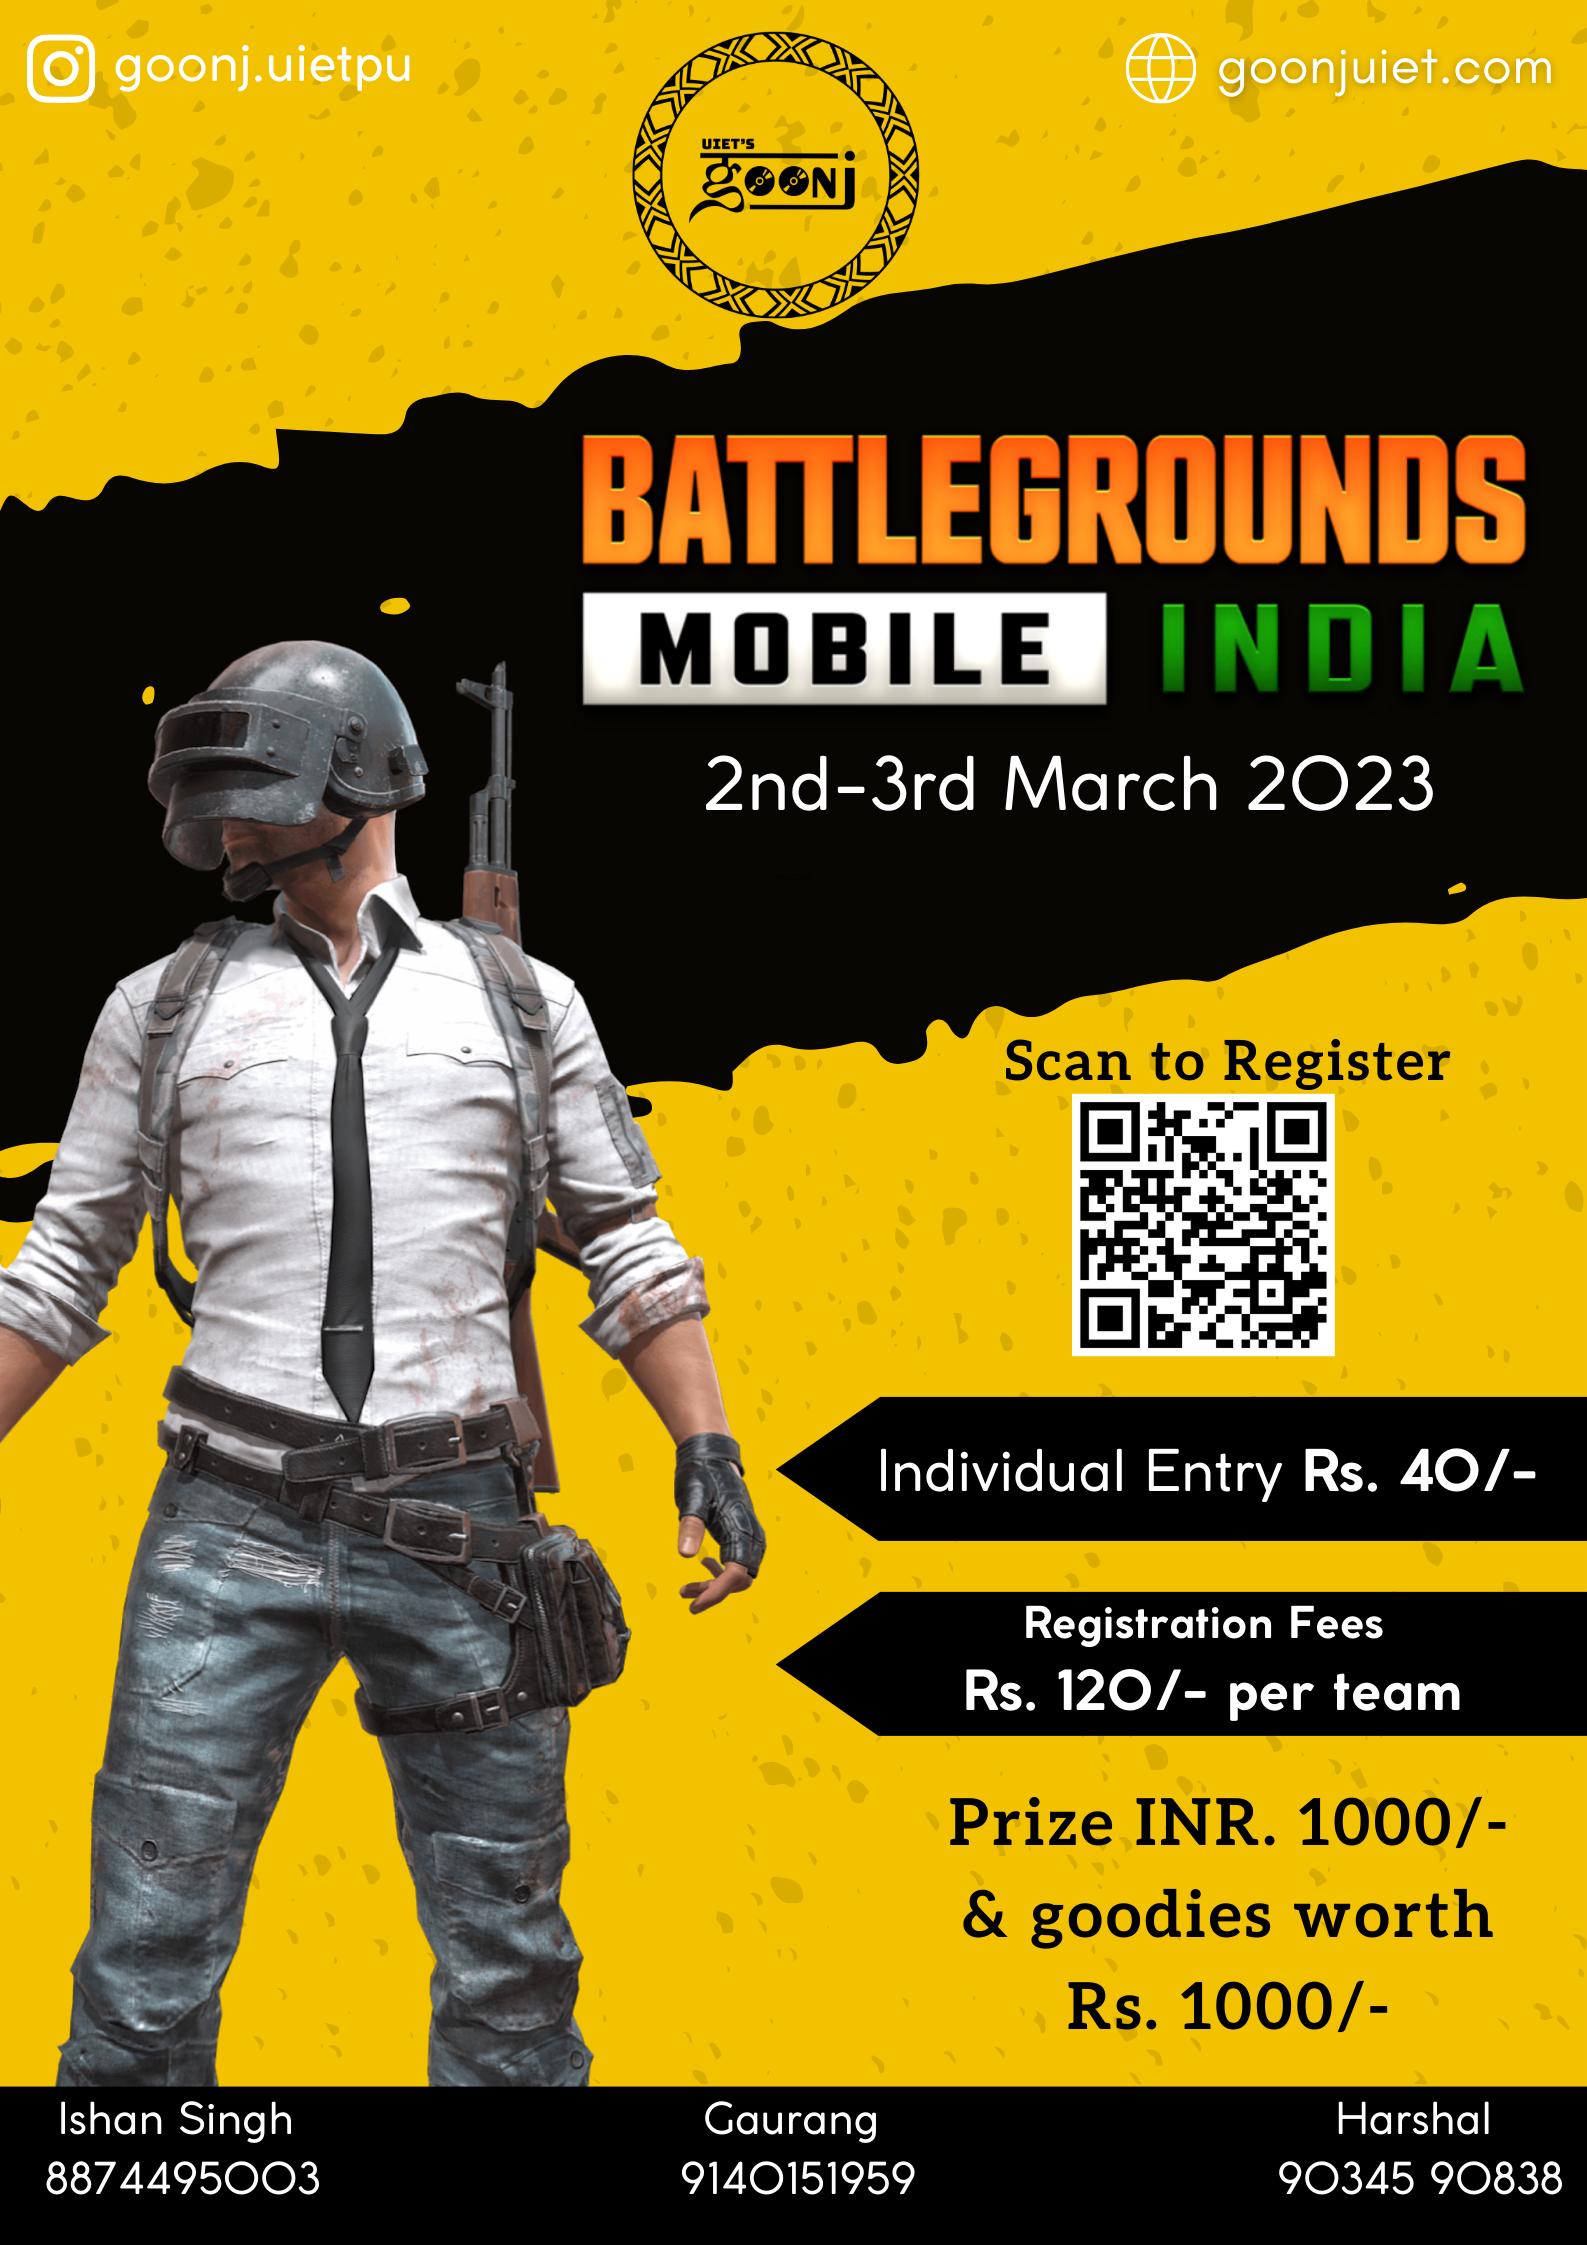 goonj.uietpu
goonjuiet.com
UIET'S
goonj
BATTLEGROUNDS
MOBILE INDIA
2nd-3rd March 2023
Scan to Register
Individual Entry Rs. 40/-
Registration Fees
Rs. 120/- per team
Prize INR. 1000/-
& goodies worth
Rs. 1000/-
Ishan Singh
8874495003
Gaurang
9140151959
Harshal
90345 90838